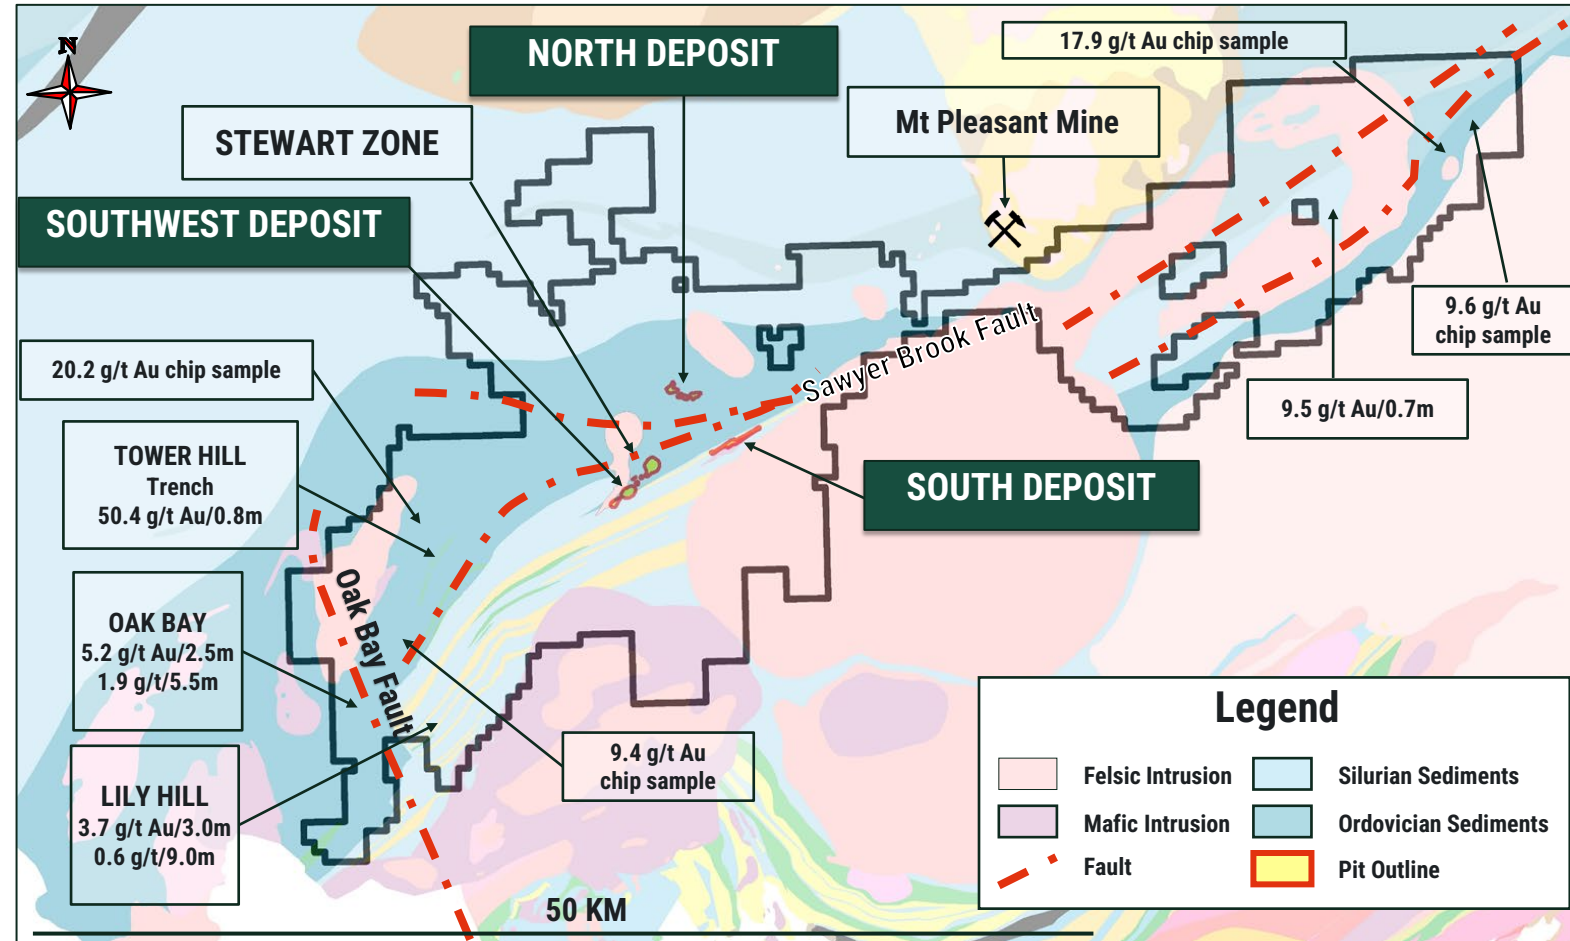 N
NORTH DEPOSIT
17.9 g/t Au chip sample
STEWART ZONE
Mt Pleasant Mine
SOUTHWEST DEPOSIT
9.6 g/t Au
chip sample
20.2 g/t Au chip sample
Sawyer Brook Fault
9.5 g/t Au/0.7m
TOWER HILL
Trench
50.4 g/t Au/0.8m
SOUTH DEPOSIT
OAK BAY
5.2 g/t Au/2.5m
1.9 g/t/5.5m
Oak Bay Fault
9.4 g/t Au
chip sample
LILY HILL
3.7 g/t Au/3.0m
0.6 g/t/9.0m
50 KM
Legend
Felsic Intrusion
Silurian Sediments
Mafic Intrusion
Ordovician Sediments
Fault
Pit Outline